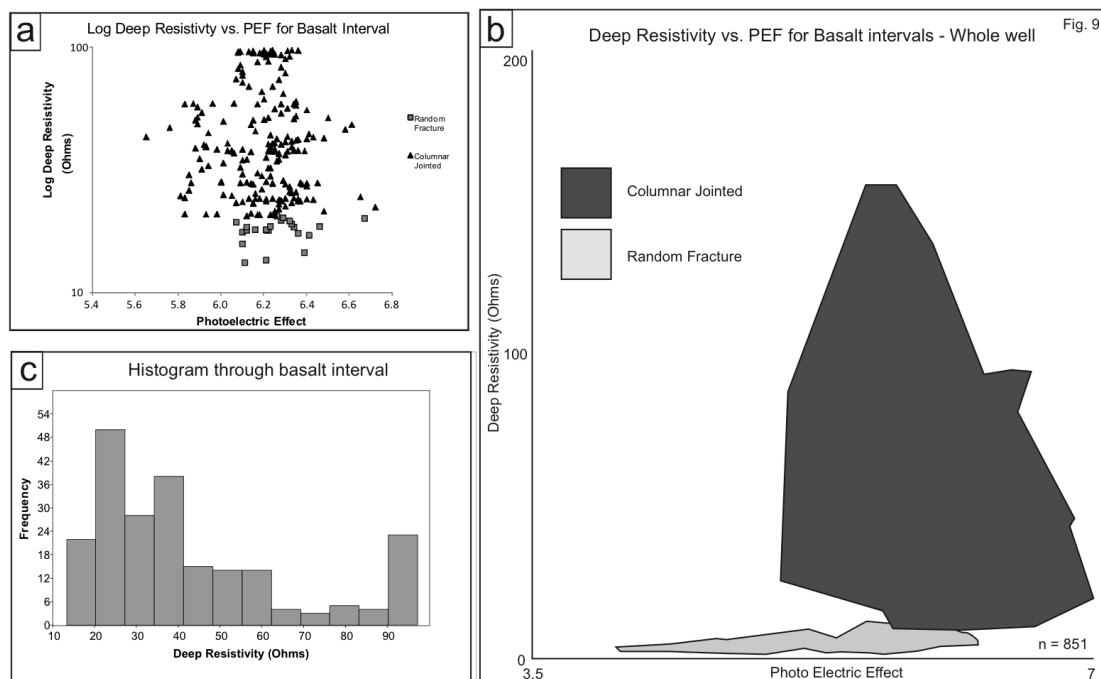 a
Log Deep Resistivty vs. PEF for Basalt Interval
100
10
Log Deep Resistivity
(Ohms)
5.4 5.6 5.8 6.0 6.2 6.4 6.6 6.8
Photoelectric Effect
Random
Fracture
Columnar
Jointed
b
Fig. 9
Deep Resistivity vs. PEF for Basalt intervals - Whole well
200
100
0
Deep Resistivity (Ohms)
Columnar Jointed
Random Fracture
n = 851
3.5 Photo Electric Effect 7
c
Histogram through basalt interval
54
48
42
36
30
24
18
12
6
0
Frequency
10 20 30 40 50 60 70 80 90
Deep Resistivity (Ohms)